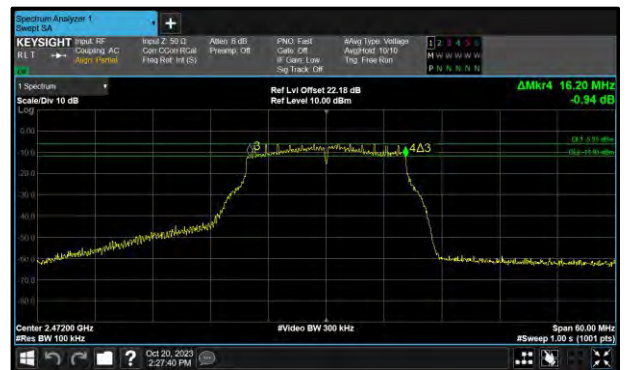 Spectrum Analyzer 1
Swept SA
+
KEYSIGHT Input: RF Input Z: 50 Ω Atten: 6 dB PNO: Fast #Avg Type: Voltage 1 2 3 4 5 6
RLT Coupling: AC Corr CCorr RCal Preamp: Off Gate: Off Avg|Hold: 10/10 M W W W W W
Align: Partial Freq Ref: Int (S) IF Gain: Low Trig: Free Run P N N N N N
Sig Track: Off
1 Spectrum ΔMkr4 16.20 MHz
Ref Lvl Offset 22.18 dB
Scale/Div 10 dB Ref Level 10.00 dBm -0.94 dB
Log
0.00
3 4Δ3
-10.0
-20.0
-30.0
-40.0
-50.0
-60.0
-70.0
-80.0
Center 2.47200 GHz #Video BW 300 kHz Span 60.00 MHz
#Res BW 100 kHz #Sweep 1.00 s (1001 pts)
? Oct 20, 2023
2:27:40 PM